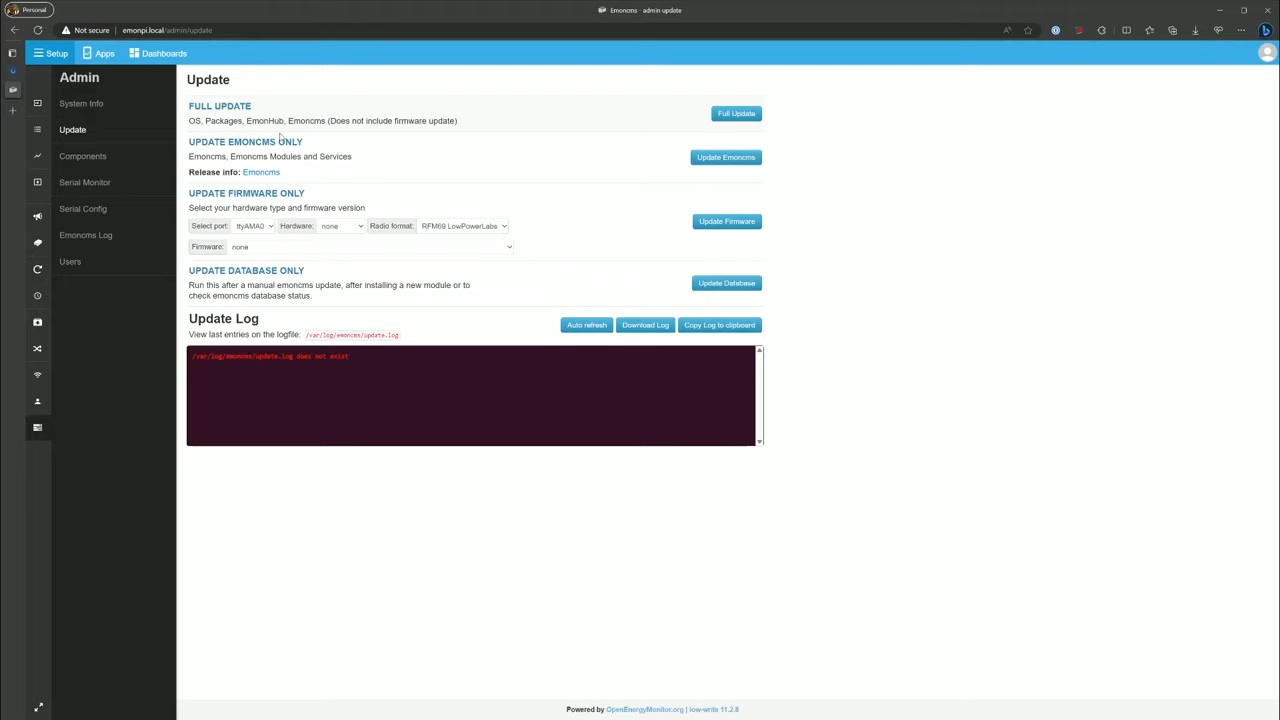 Personal
Emoncms - admin update
Not secure
emonpi.local/admin/update
Setup
Apps
Dashboards
Admin
System Info
Update
Components
Serial Monitor
Serial Config
Emoncms Log
Users
Update
FULL UPDATE
OS, Packages, EmonHub, Emoncms (Does not include firmware update)
Full Update
UPDATE EMONCMS ONLY
Emoncms, Emoncms Modules and Services
Release info: Emoncms
Update Emoncms
UPDATE FIRMWARE ONLY
Select your hardware type and firmware version
Select port: ttyAMA0 Hardware: none Radio format: RFM69 LowPowerLabs
Firmware: none
Update Firmware
UPDATE DATABASE ONLY
Run this after a manual emoncms update, after installing a new module or to
check emoncms database status.
Update Database
Update Log
View last entries on the logfile: /var/log/emoncms/update.log
Auto refresh
Download Log
Copy Log to clipboard
/var/log/emoncms/update.log does not exist
Powered by OpenEnergyMonitor.org | low-write 11.2.8